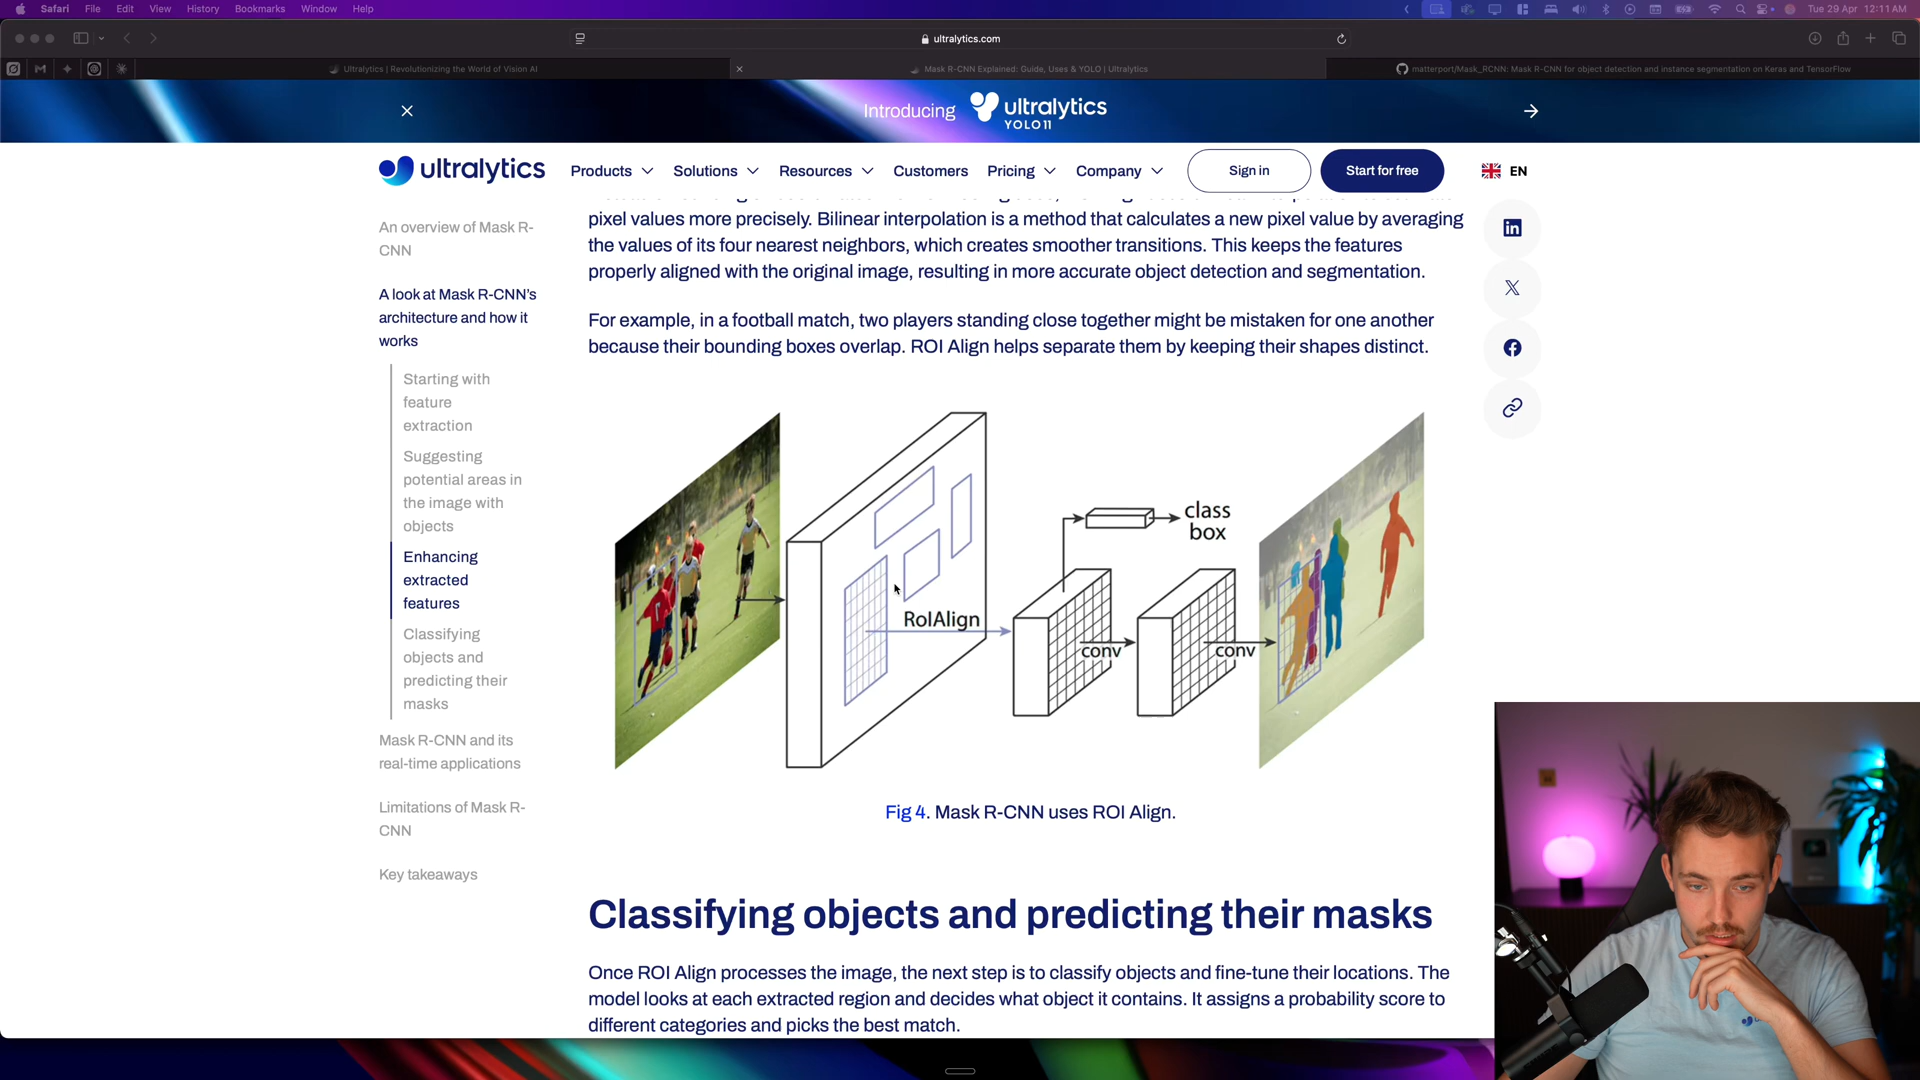 Safari File Edit View History Bookmarks Window Help
Tue 29 Apr 12:11 AM
ultralytics.com
Ultralytics | Revolutionizing the World of Vision AI
Mask R-CNN Explained: Guide, Uses & YOLO | Ultralytics
matterport/Mask_RCNN: Mask R-CNN for object detection and instance segmentation on Keras and TensorFlow
Introducing ultralytics
YOLO11
ultralytics Products Solutions Resources Customers Pricing Company Sign in Start for free EN
An overview of Mask R-
CNN
A look at Mask R-CNN's
architecture and how it
works
Starting with
feature
extraction
Suggesting
potential areas in
the image with
objects
Enhancing
extracted
features
Classifying
objects and
predicting their
masks
Mask R-CNN and its
real-time applications
Limitations of Mask R-
CNN
Key takeaways
pixel values more precisely. Bilinear interpolation is a method that calculates a new pixel value by averaging
the values of its four nearest neighbors, which creates smoother transitions. This keeps the features
properly aligned with the original image, resulting in more accurate object detection and segmentation.
For example, in a football match, two players standing close together might be mistaken for one another
because their bounding boxes overlap. ROI Align helps separate them by keeping their shapes distinct.
class
box
RoIAlign
conv
conv
Fig 4. Mask R-CNN uses ROI Align.
Classifying objects and predicting their masks
Once ROI Align processes the image, the next step is to classify objects and fine-tune their locations. The
model looks at each extracted region and decides what object it contains. It assigns a probability score to
different categories and picks the best match.